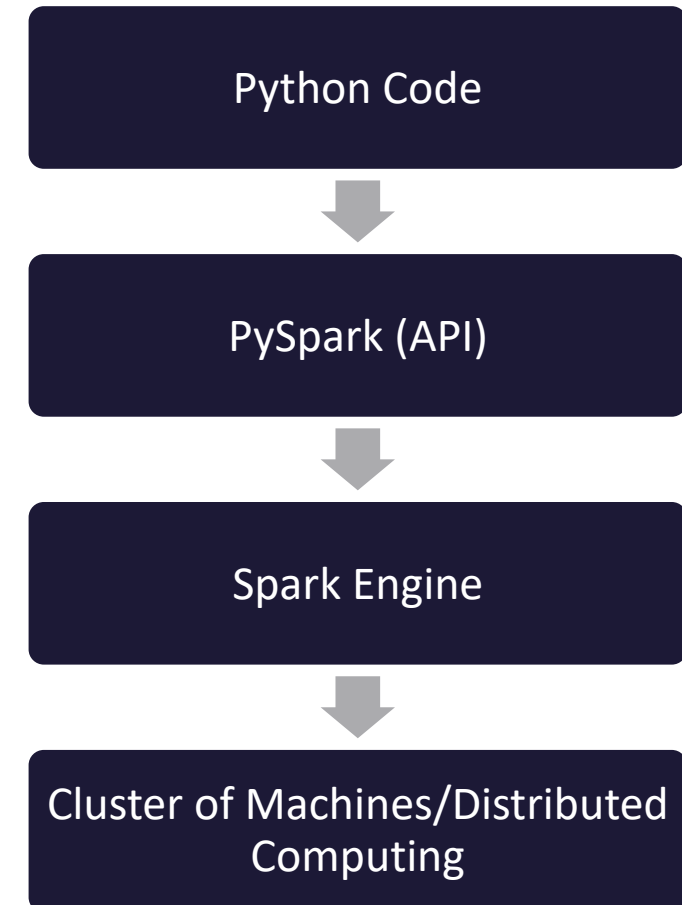 Python Code
PySpark (API)
Spark Engine
Cluster of Machines/Distributed
Computing